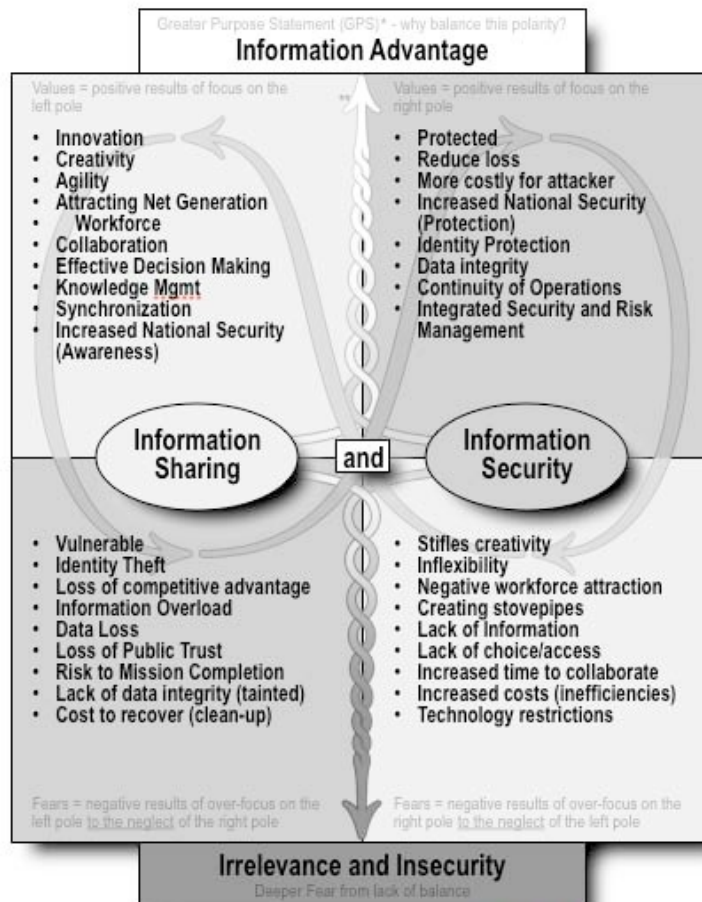 Greater Purpose Statement (GPS)* - why balance this polarity?
Information Advantage
Values = positive results of focus on the
left pole
• Innovation
• Creativity
• Agility
• Attracting Net Generation
• Workforce
• Collaboration
• Effective Decision Making
• Knowledge Mgmt
• Synchronization
• Increased National Security
(Awareness)
**
Values = positive results of focus on the
right pole
• Protected
• Reduce loss
• More costly for attacker
• Increased National Security
(Protection)
• Identity Protection
• Data integrity
• Continuity of Operations
• Integrated Security and Risk
Management
Information
Sharing
and
Information
Security
• Vulnerable
• Identity Theft
• Loss of competitive advantage
• Information Overload
• Data Loss
• Loss of Public Trust
• Risk to Mission Completion
• Lack of data integrity (tainted)
• Cost to recover (clean-up)
Fears = negative results of over-focus on the
left pole to the neglect of the right pole
• Stifles creativity
• Inflexibility
• Negative workforce attraction
• Creating stovepipes
• Lack of Information
• Lack of choice/access
• Increased time to collaborate
• Increased costs (inefficiencies)
• Technology restrictions
Fears = negative results of over-focus on the
right pole to the neglect of the left pole
Irrelevance and Insecurity
Deeper Fear from lack of balance